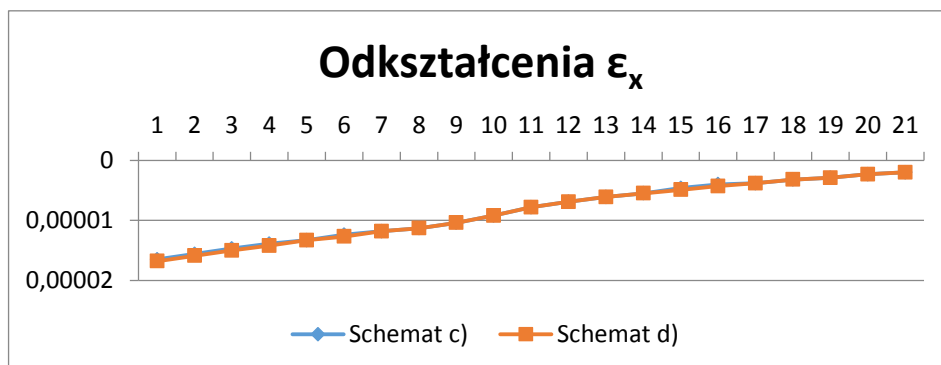 Odkształcenia εx
1 2 3 4 5 6 7 8 9 10 11 12 13 14 15 16 17 18 19 20 21
0
0,00001
0,00002
Schemat c) Schemat d)